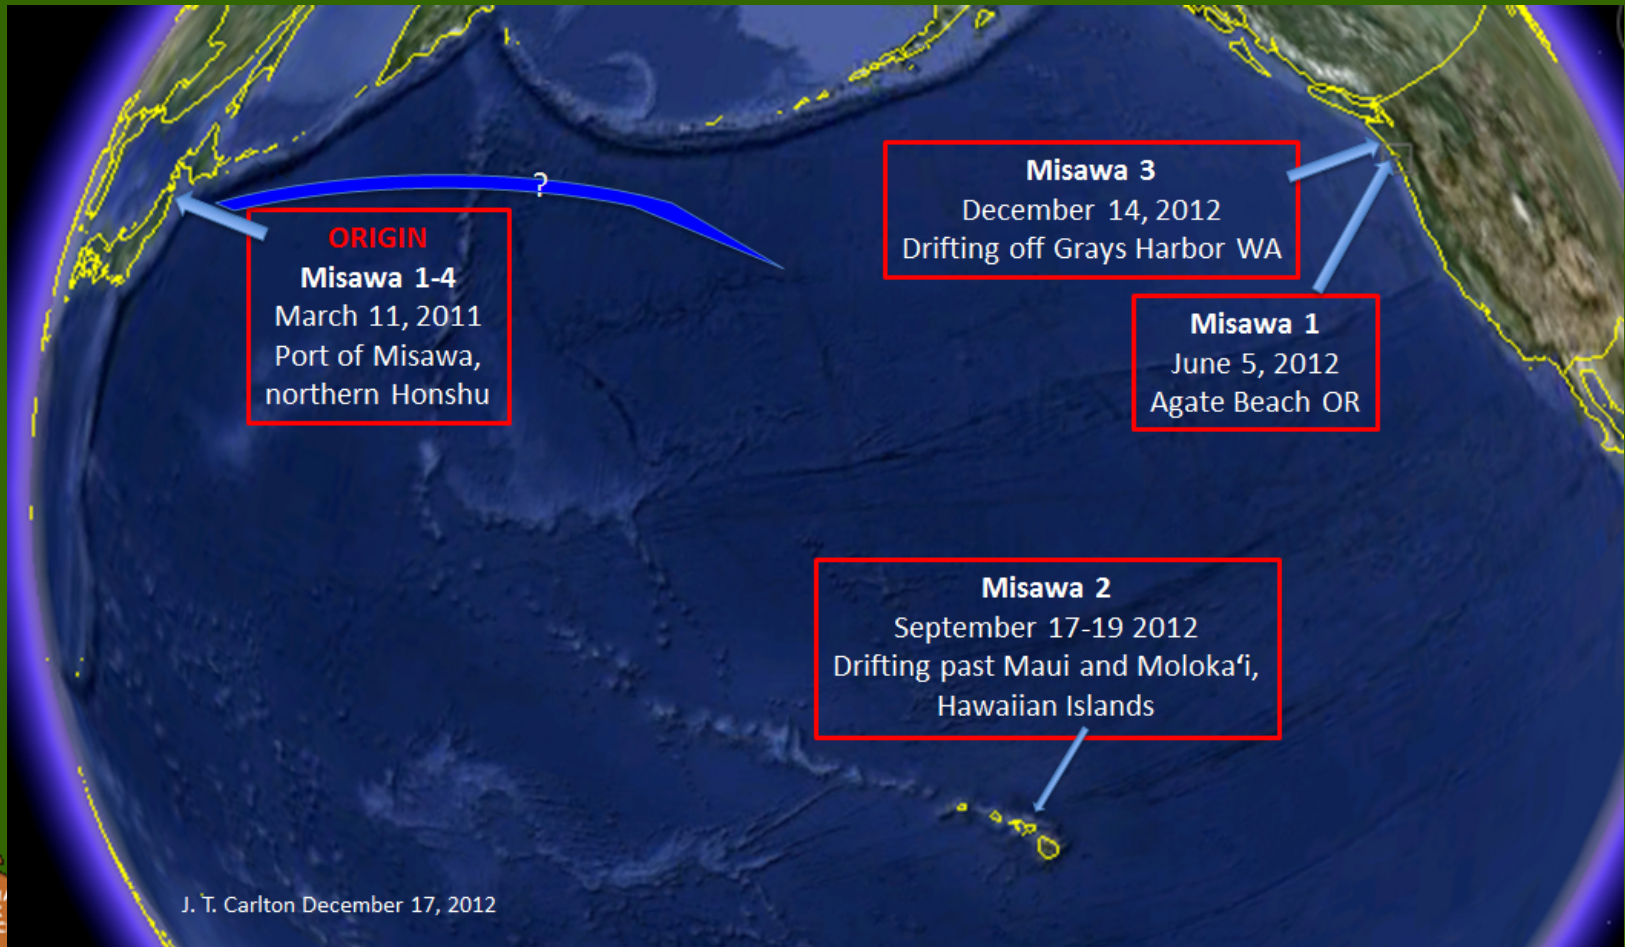 ?
ORIGIN
Misawa 1-4
March 11, 2011
Port of Misawa,
northern Honshu
Misawa 3
December 14, 2012
Drifting off Grays Harbor WA
Misawa 1
June 5, 2012
Agate Beach OR
Misawa 2
September 17-19 2012
Drifting past Maui and Molokaʻi,
Hawaiian Islands
J. T. Carlton December 17, 2012